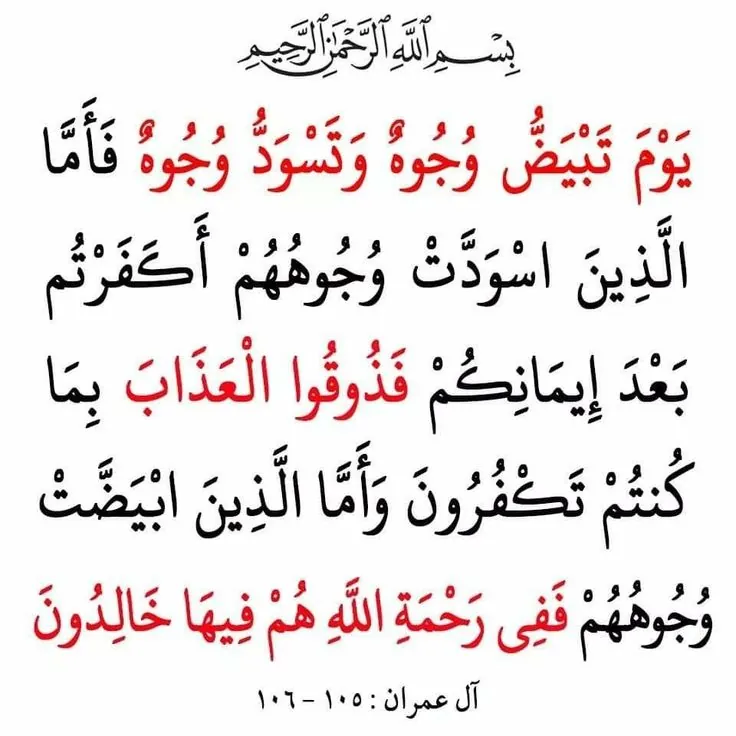 بِسْمِ ٱللَّهِ ٱلرَّحْمَٰنِ ٱلرَّحِيمِ
يَوْمَ تَبْيَضُّ وُجُوهٌ وَتَسْوَدُّ وُجُوهٌ فَأَمَّا
الَّذِينَ اسْوَدَّتْ وُجُوهُهُمْ أَكَفَرْتُم
بَعْدَ إِيمَانِكُمْ فَذُوقُوا الْعَذَابَ بِمَا
كُنتُمْ تَكْفُرُونَ وَأَمَّا الَّذِينَ ابْيَضَّتْ
وُجُوهُهُمْ فَفِى رَحْمَةِ اللَّهِ هُمْ فِيهَا خَالِدُونَ
آل عمران : ١٠٥ - ١٠٦